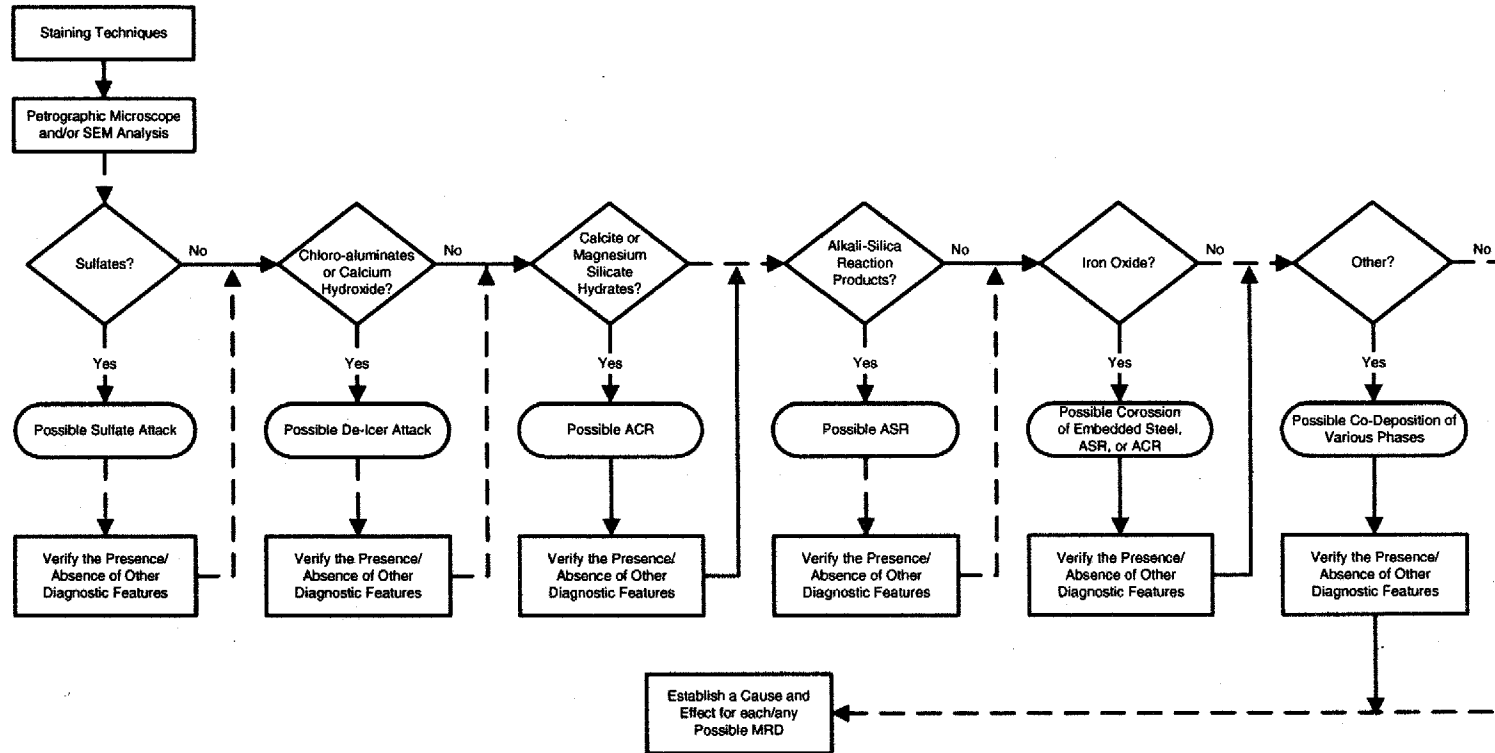 Staining Techniques
Petrographic Microscope
and/or SEM Analysis
Sulfates?
No
Chloro-aluminates
or Calcium
Hydroxide?
No
Calcite or
Magnesium
Silicate
Hydrates?
Alkali-Silica
Reaction
Products?
No
Iron Oxide?
No
Other?
No
Yes
Yes
Yes
Yes
Yes
Yes
Possible Sulfate Attack
Possible De-Icer Attack
Possible ACR
Possible ASR
Possible Corossion
of Embedded Steel,
ASR, or ACR
Possible Co-Deposition of
Various Phases
Verify the Presence/
Absence of Other
Diagnostic Features
Verify the Presence/
Absence of Other
Diagnostic Features
Verify the Presence/
Absence of Other
Diagnostic Features
Verify the Presence/
Absence of Other
Diagnostic Features
Verify the Presence/
Absence of Other
Diagnostic Features
Verify the Presence/
Absence of Other
Diagnostic Features
Establish a Cause and
Effect for each/any
Possible MRD